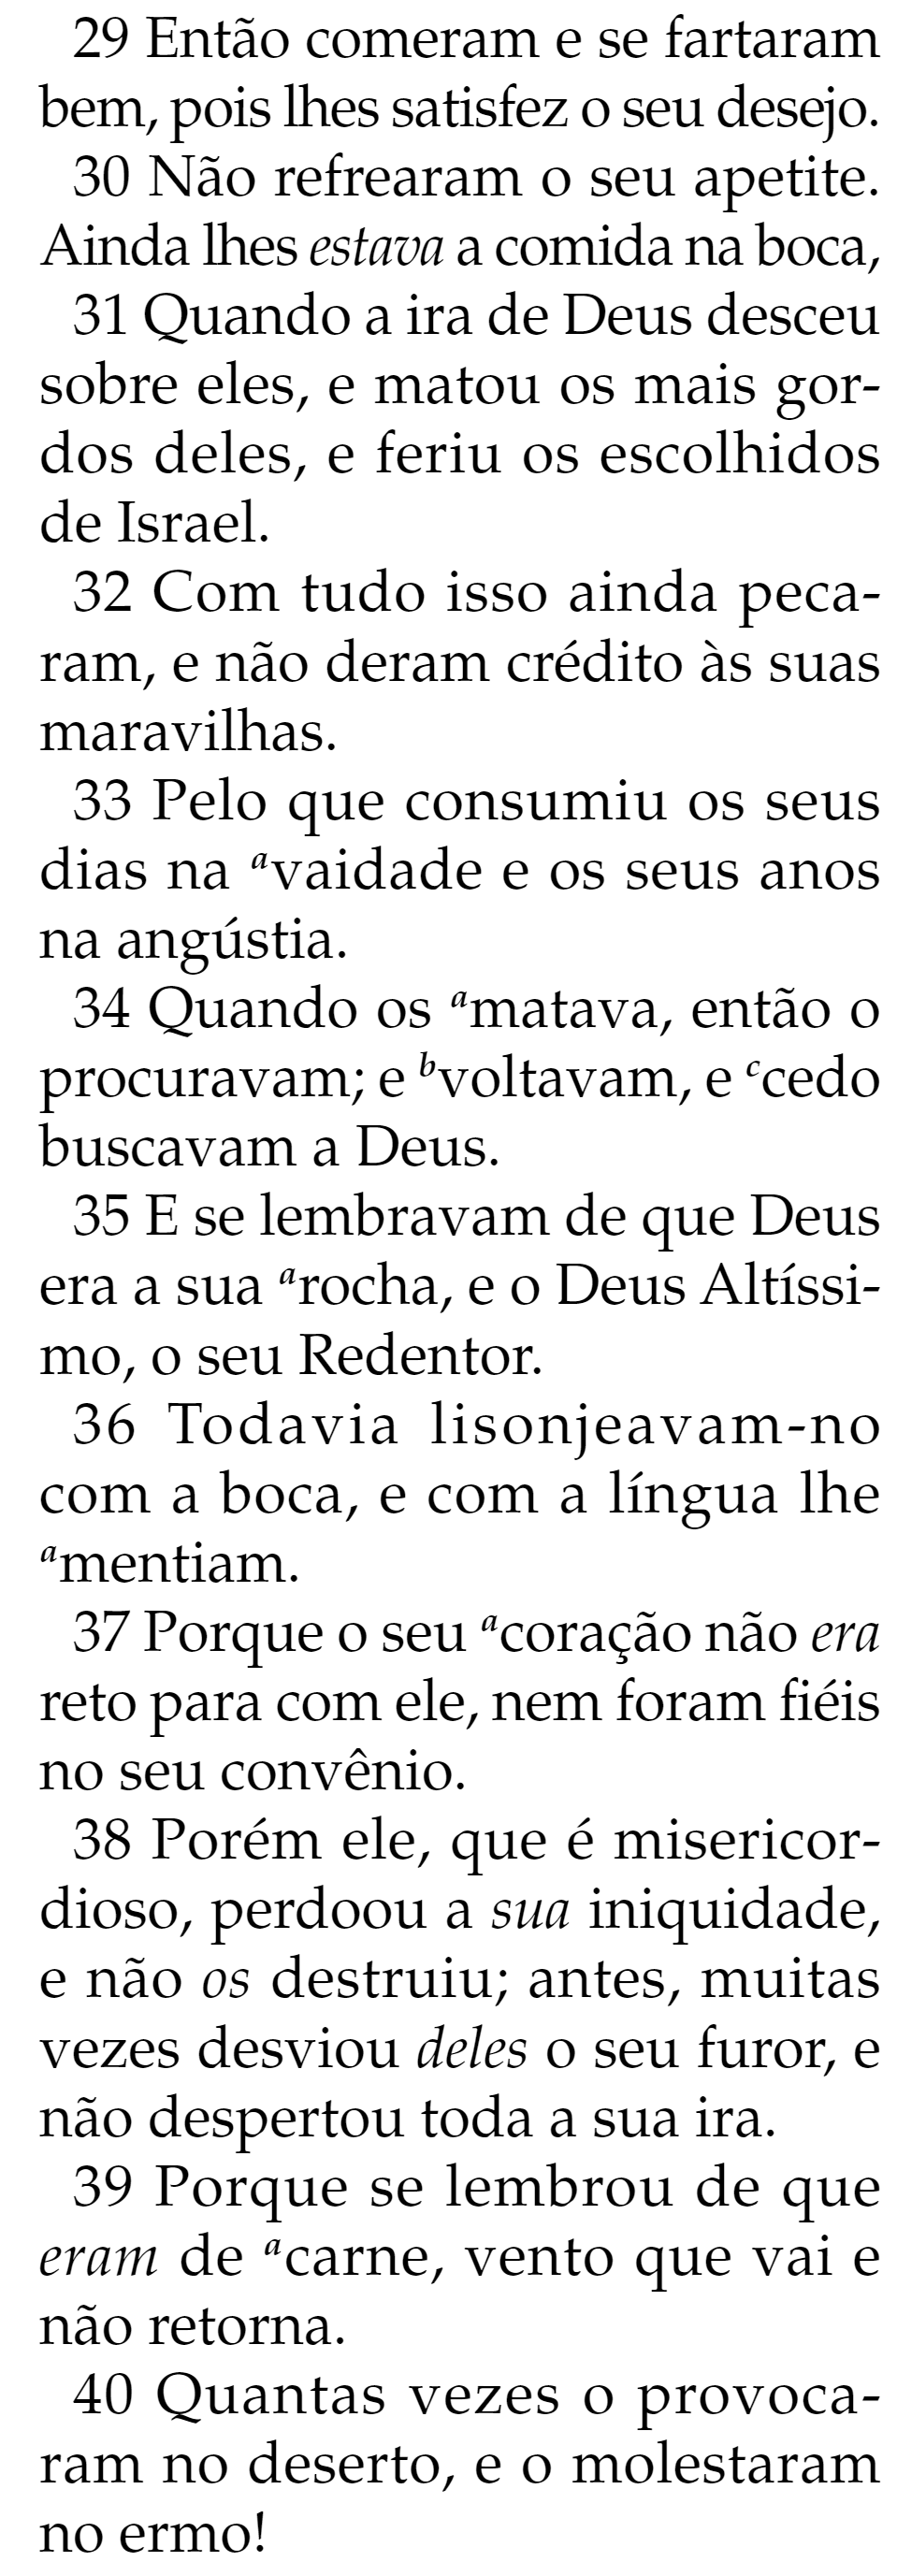 29 Então comeram e se fartaram
bem, pois lhes satisfez o seu desejo.
30 Não refrearam o seu apetite.
Ainda lhes estava a comida na boca,
31 Quando a ira de Deus desceu
sobre eles, e matou os mais gor-
dos deles, e feriu os escolhidos
de Israel.
32 Com tudo isso ainda peca-
ram, e não deram crédito às suas
maravilhas.
33 Pelo que consumiu os seus
dias na ᵃvaidade e os seus anos
na angústia.
34 Quando os ᵃmatava, então o
procuravam; e ᵇvoltavam, e ᶜcedo
buscavam a Deus.
35 E se lembravam de que Deus
era a sua ᵃrocha, e o Deus Altíssi-
mo, o seu Redentor.
36 Todavia lisonjeavam-no
com a boca, e com a língua lhe
ᵃmentiam.
37 Porque o seu ᵃcoração não era
reto para com ele, nem foram fiéis
no seu convênio.
38 Porém ele, que é misericor-
dioso, perdoou a sua iniquidade,
e não os destruiu; antes, muitas
vezes desviou deles o seu furor, e
não despertou toda a sua ira.
39 Porque se lembrou de que
eram de ᵃcarne, vento que vai e
não retorna.
40 Quantas vezes o provoca-
ram no deserto, e o molestaram
no ermo!